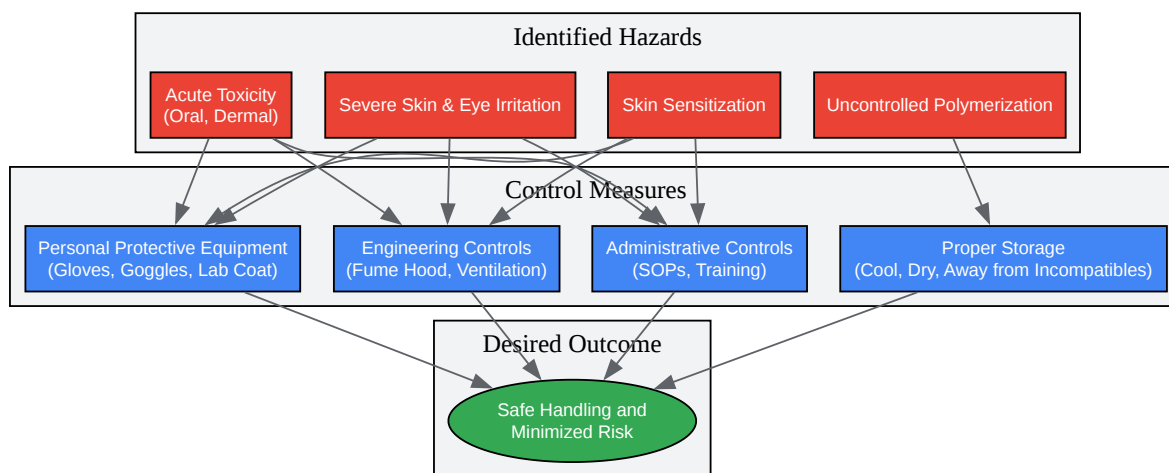 Identified Hazards
Acute Toxicity
(Oral, Dermal)
Severe Skin & Eye Irritation
Skin Sensitization
Uncontrolled Polymerization
Control Measures
Personal Protective Equipment
(Gloves, Goggles, Lab Coat)
Engineering Controls
(Fume Hood, Ventilation)
Administrative Controls
(SOPs, Training)
Proper Storage
(Cool, Dry, Away from Incompatibles)
Desired Outcome
Safe Handling and
Minimized Risk